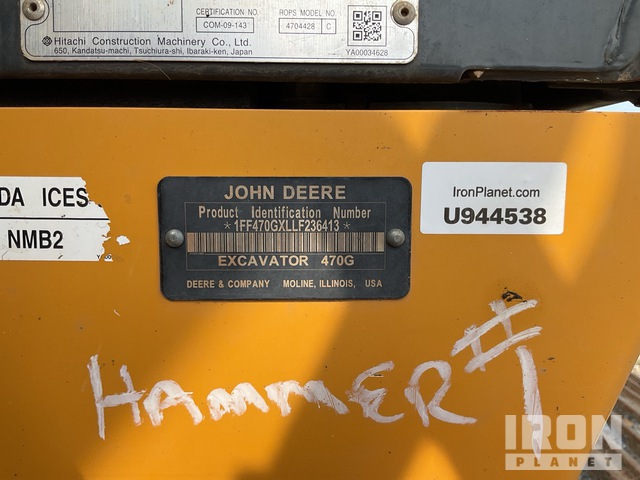 CERTIFICATION NO.
COM-09-143
ROPS MODEL NO.
4704428 C
Hitachi Construction Machinery Co., Ltd.
650, Kandatsu-machi, Tsuchiura-shi, Ibaraki-ken, Japan
YA00034628
DA ICES
NMB2
JOHN DEERE
Product Identification Number
*1FF470GXLLF236413*
EXCAVATOR 470G
DEERE & COMPANY MOLINE, ILLINOIS, USA
IronPlanet.com
U944538
HAMMER #1
IRON
PLANET